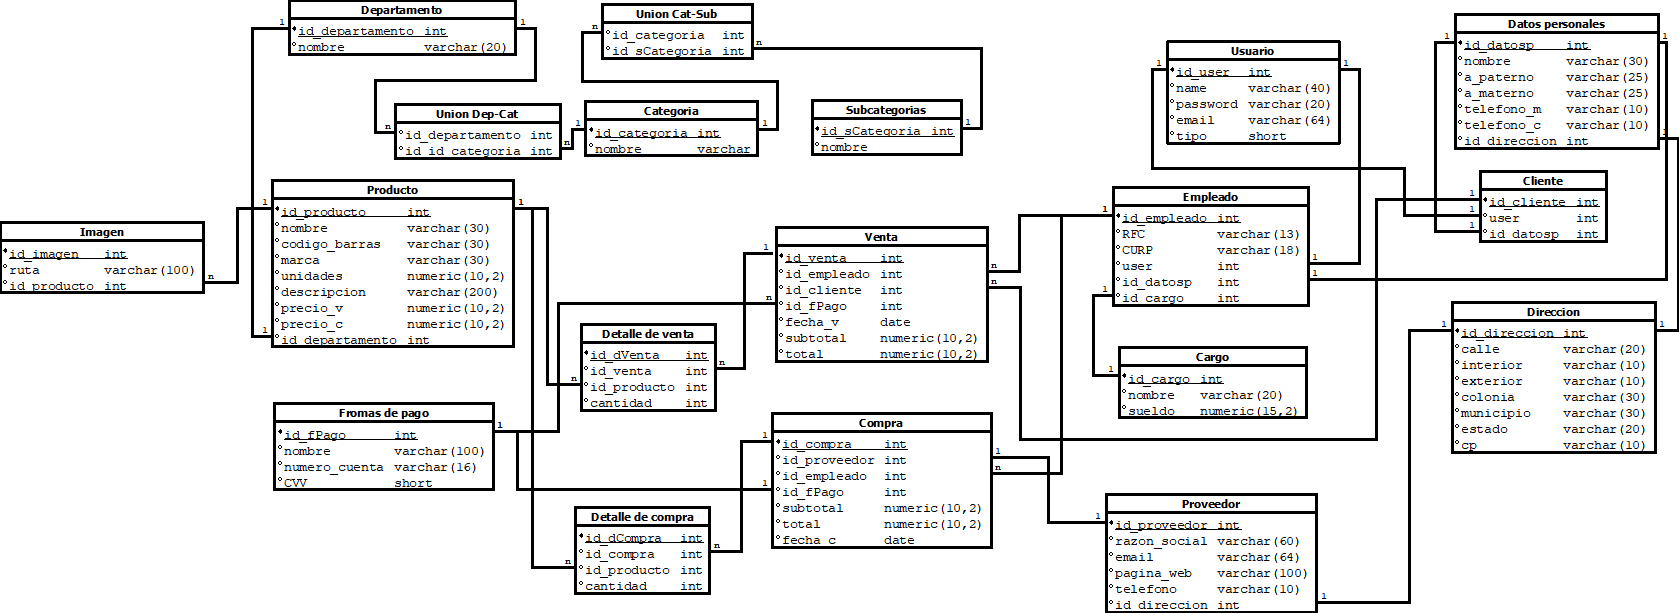 Departamento
id_departamento int
nombre varchar(20)
Union Cat-Sub
id_categoria int
id_sCategoria int
Datos personales
id_datosp int
nombre varchar(30)
a_paterno varchar(25)
a_materno varchar(25)
telefono_m varchar(10)
telefono_c varchar(10)
id_direccion int
Usuario
id_user int
name varchar(40)
password varchar(20)
email varchar(64)
tipo short
Union Dep-Cat
id_departamento int
id_id_categoria int
Categoria
id_categoria int
nombre varchar
Subcategorias
id_sCategoria int
nombre
Cliente
id_cliente int
user int
id_datosp int
Producto
id_producto int
nombre varchar(30)
codigo_barras varchar(30)
marca varchar(30)
unidades numeric(10,2)
descripcion varchar(200)
precio_v numeric(10,2)
precio_c numeric(10,2)
id_departamento int
Empleado
id_empleado int
RFC varchar(13)
CURP varchar(18)
user int
id_datosp int
id_cargo int
Imagen
id_imagen int
ruta varchar(100)
id_producto int
Venta
id_venta int
id_empleado int
id_cliente int
id_fPago int
fecha_v date
subtotal numeric(10,2)
total numeric(10,2)
Direccion
id_direccion int
calle varchar(20)
interior varchar(10)
exterior varchar(10)
colonia varchar(30)
municipio varchar(30)
estado varchar(20)
cp varchar(10)
Detalle de venta
id_dVenta int
id_venta int
id_producto int
cantidad int
Cargo
id_cargo int
nombre varchar(20)
sueldo numeric(15,2)
Fromas de pago
id_fPago int
nombre varchar(100)
numero_cuenta varchar(16)
CVV short
Compra
id_compra int
id_proveedor int
id_empleado int
id_fPago int
subtotal numeric(10,2)
total numeric(10,2)
fecha_c date
Detalle de compra
id_dCompra int
id_compra int
id_producto int
cantidad int
Proveedor
id_proveedor int
razon_social varchar(60)
email varchar(64)
pagina_web varchar(100)
telefono varchar(10)
id_direccion int